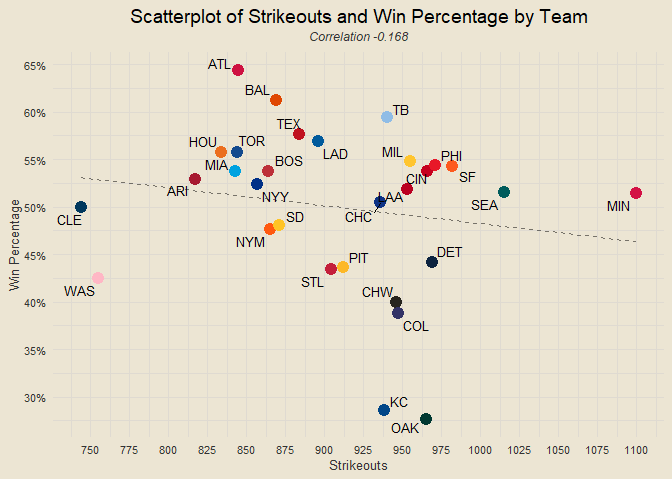 Scatterplot of Strikeouts and Win Percentage by Team
Correlation -0.168
65%
60%
55%
50%
45%
40%
35%
30%
Win Percentage
ATL
BAL
TB
TEX
HOU
TOR
LAD
MIL
PHI
MIA
BOS
CIN
SF
ARI
NYY
LAA
SEA
MIN
CLE
SD
CHC
NYM
DET
PIT
STL
WAS
CHW
COL
KC
OAK
750 775 800 825 850 875 900 925 950 975 1000 1025 1050 1075 1100
Strikeouts